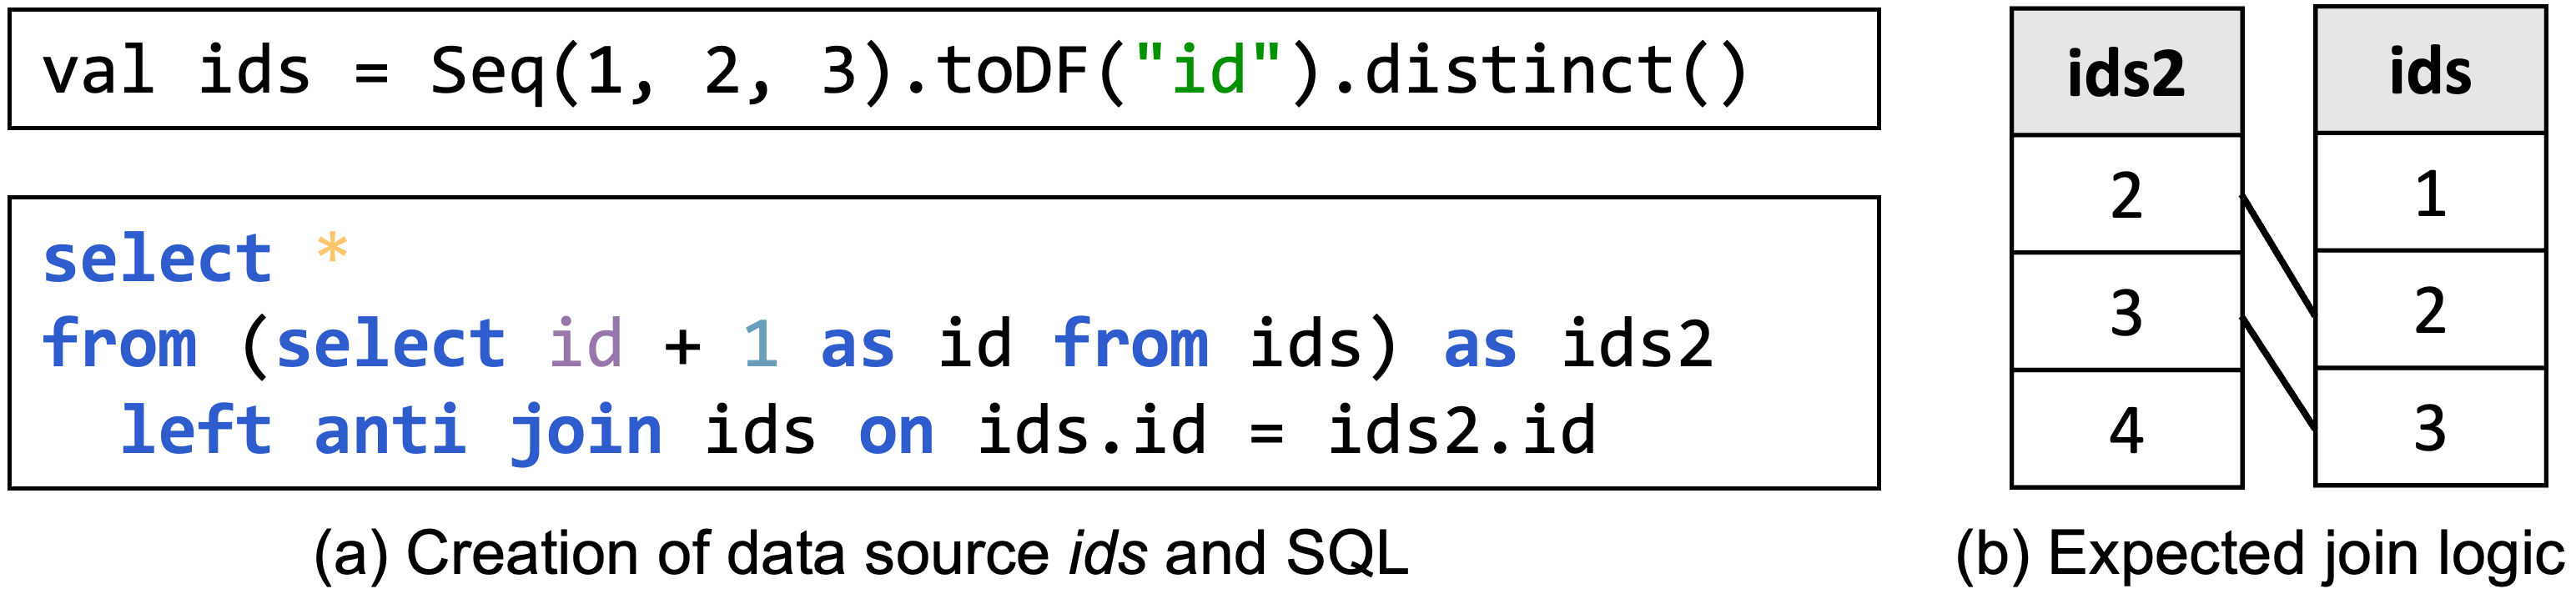 val ids = Seq(1, 2, 3).toDF("id").distinct()
select *
from (select id + 1 as id from ids) as ids2
left anti join ids on ids.id = ids2.id
(a) Creation of data source ids and SQL
ids2 ids
2 1
3 2
4 3
(b) Expected join logic